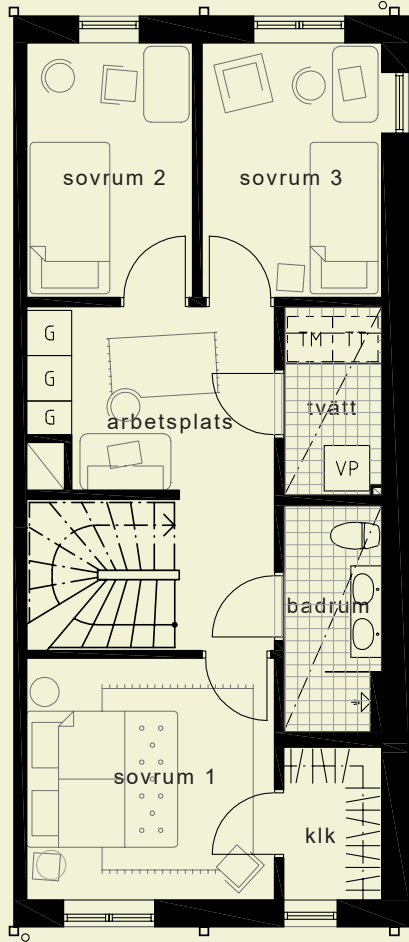 sovrum 2
sovrum 3
G
TM
TT
G
G
arbetsplats
tvätt
VP
badrum
sovrum 1
klk